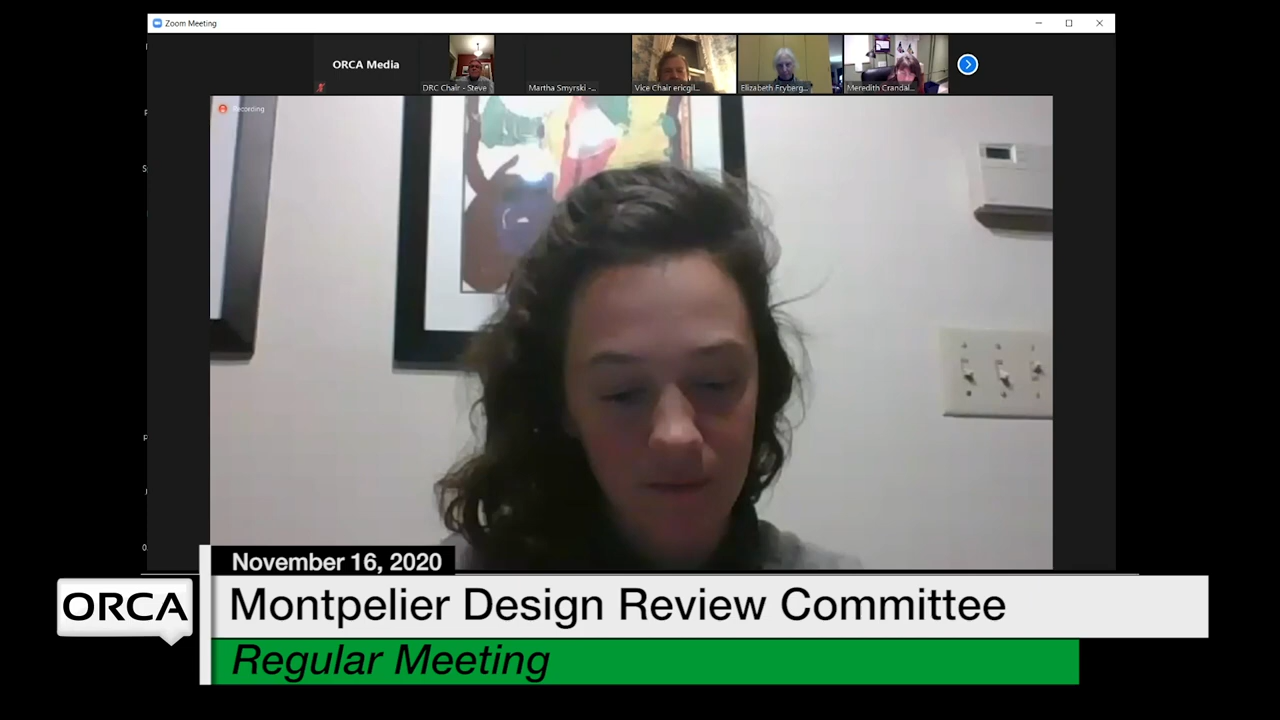 Zoom Meeting
ORCA Media
DRC Chair - Steve
Martha Smyrski -...
Vice Chair ericgil...
Elizabeth Fryberg...
Meredith Crandal...
Recording
November 16, 2020
ORCA
Montpelier Design Review Committee
Regular Meeting